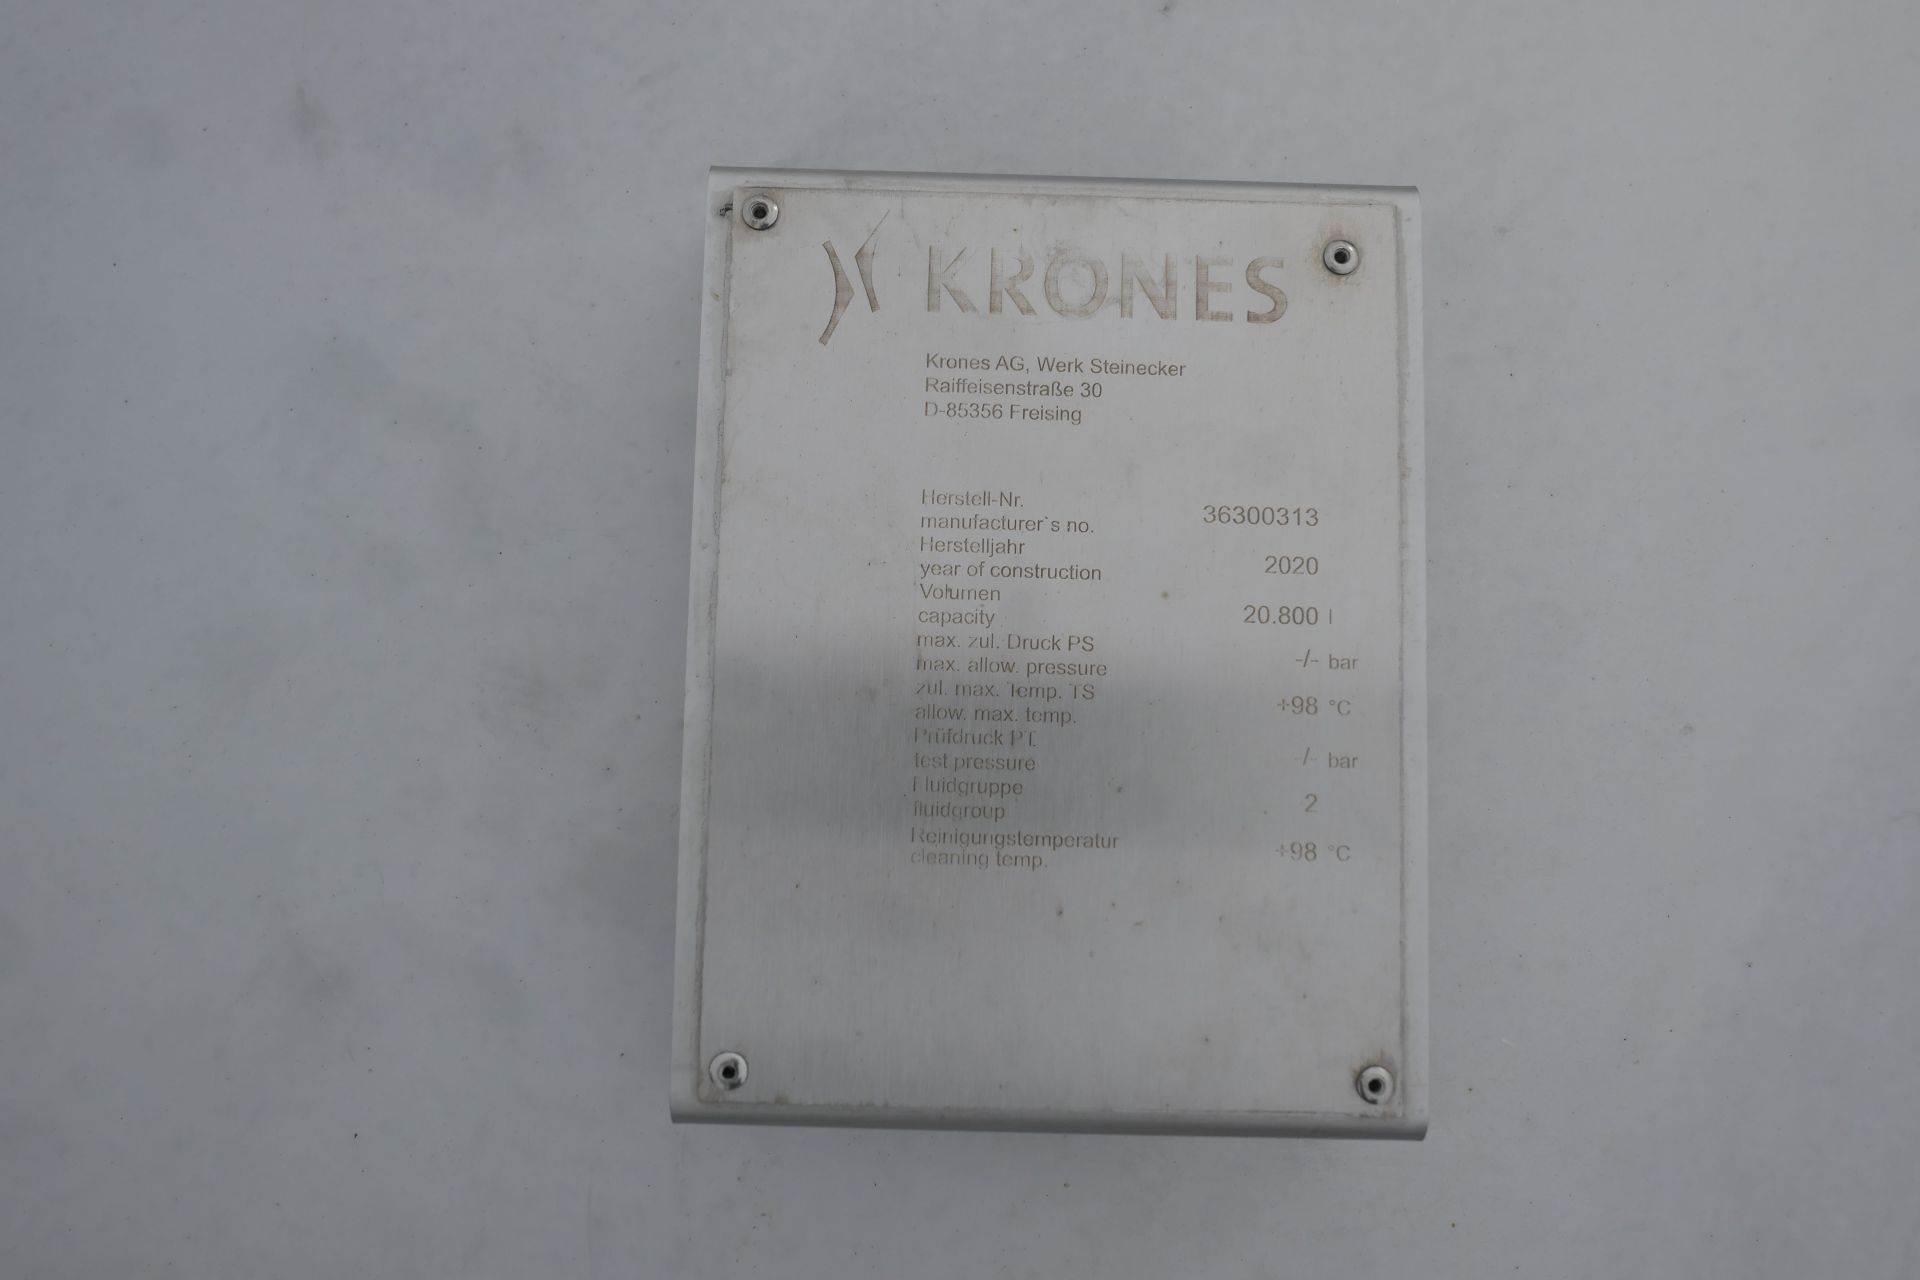 KRONES
Krones AG, Werk Steinecker
Raiffeisenstraße 30
D-85356 Freising
Herstell-Nr.
manufacturer`s no. 36300313
Herstelljahr
year of construction 2020
Volumen
capacity 20.800 l
max. zul. Druck PS
max. allow. pressure -/- bar
zul. max. Temp. TS
allow. max. temp. +98 °C
Prüfdruck PT
test pressure -/- bar
Fluidgruppe
fluidgroup 2
Reinigungstemperatur
cleaning temp. +98 °C